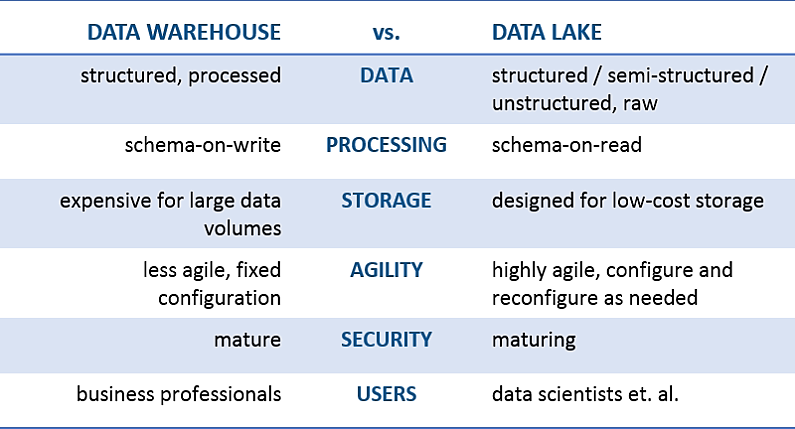 DATA WAREHOUSE vs. DATA LAKE
structured, processed DATA structured / semi-structured /
unstructured, raw
schema-on-write PROCESSING schema-on-read
expensive for large data STORAGE designed for low-cost storage
volumes
less agile, fixed AGILITY highly agile, configure and
configuration reconfigure as needed
mature SECURITY maturing
business professionals USERS data scientists et. al.